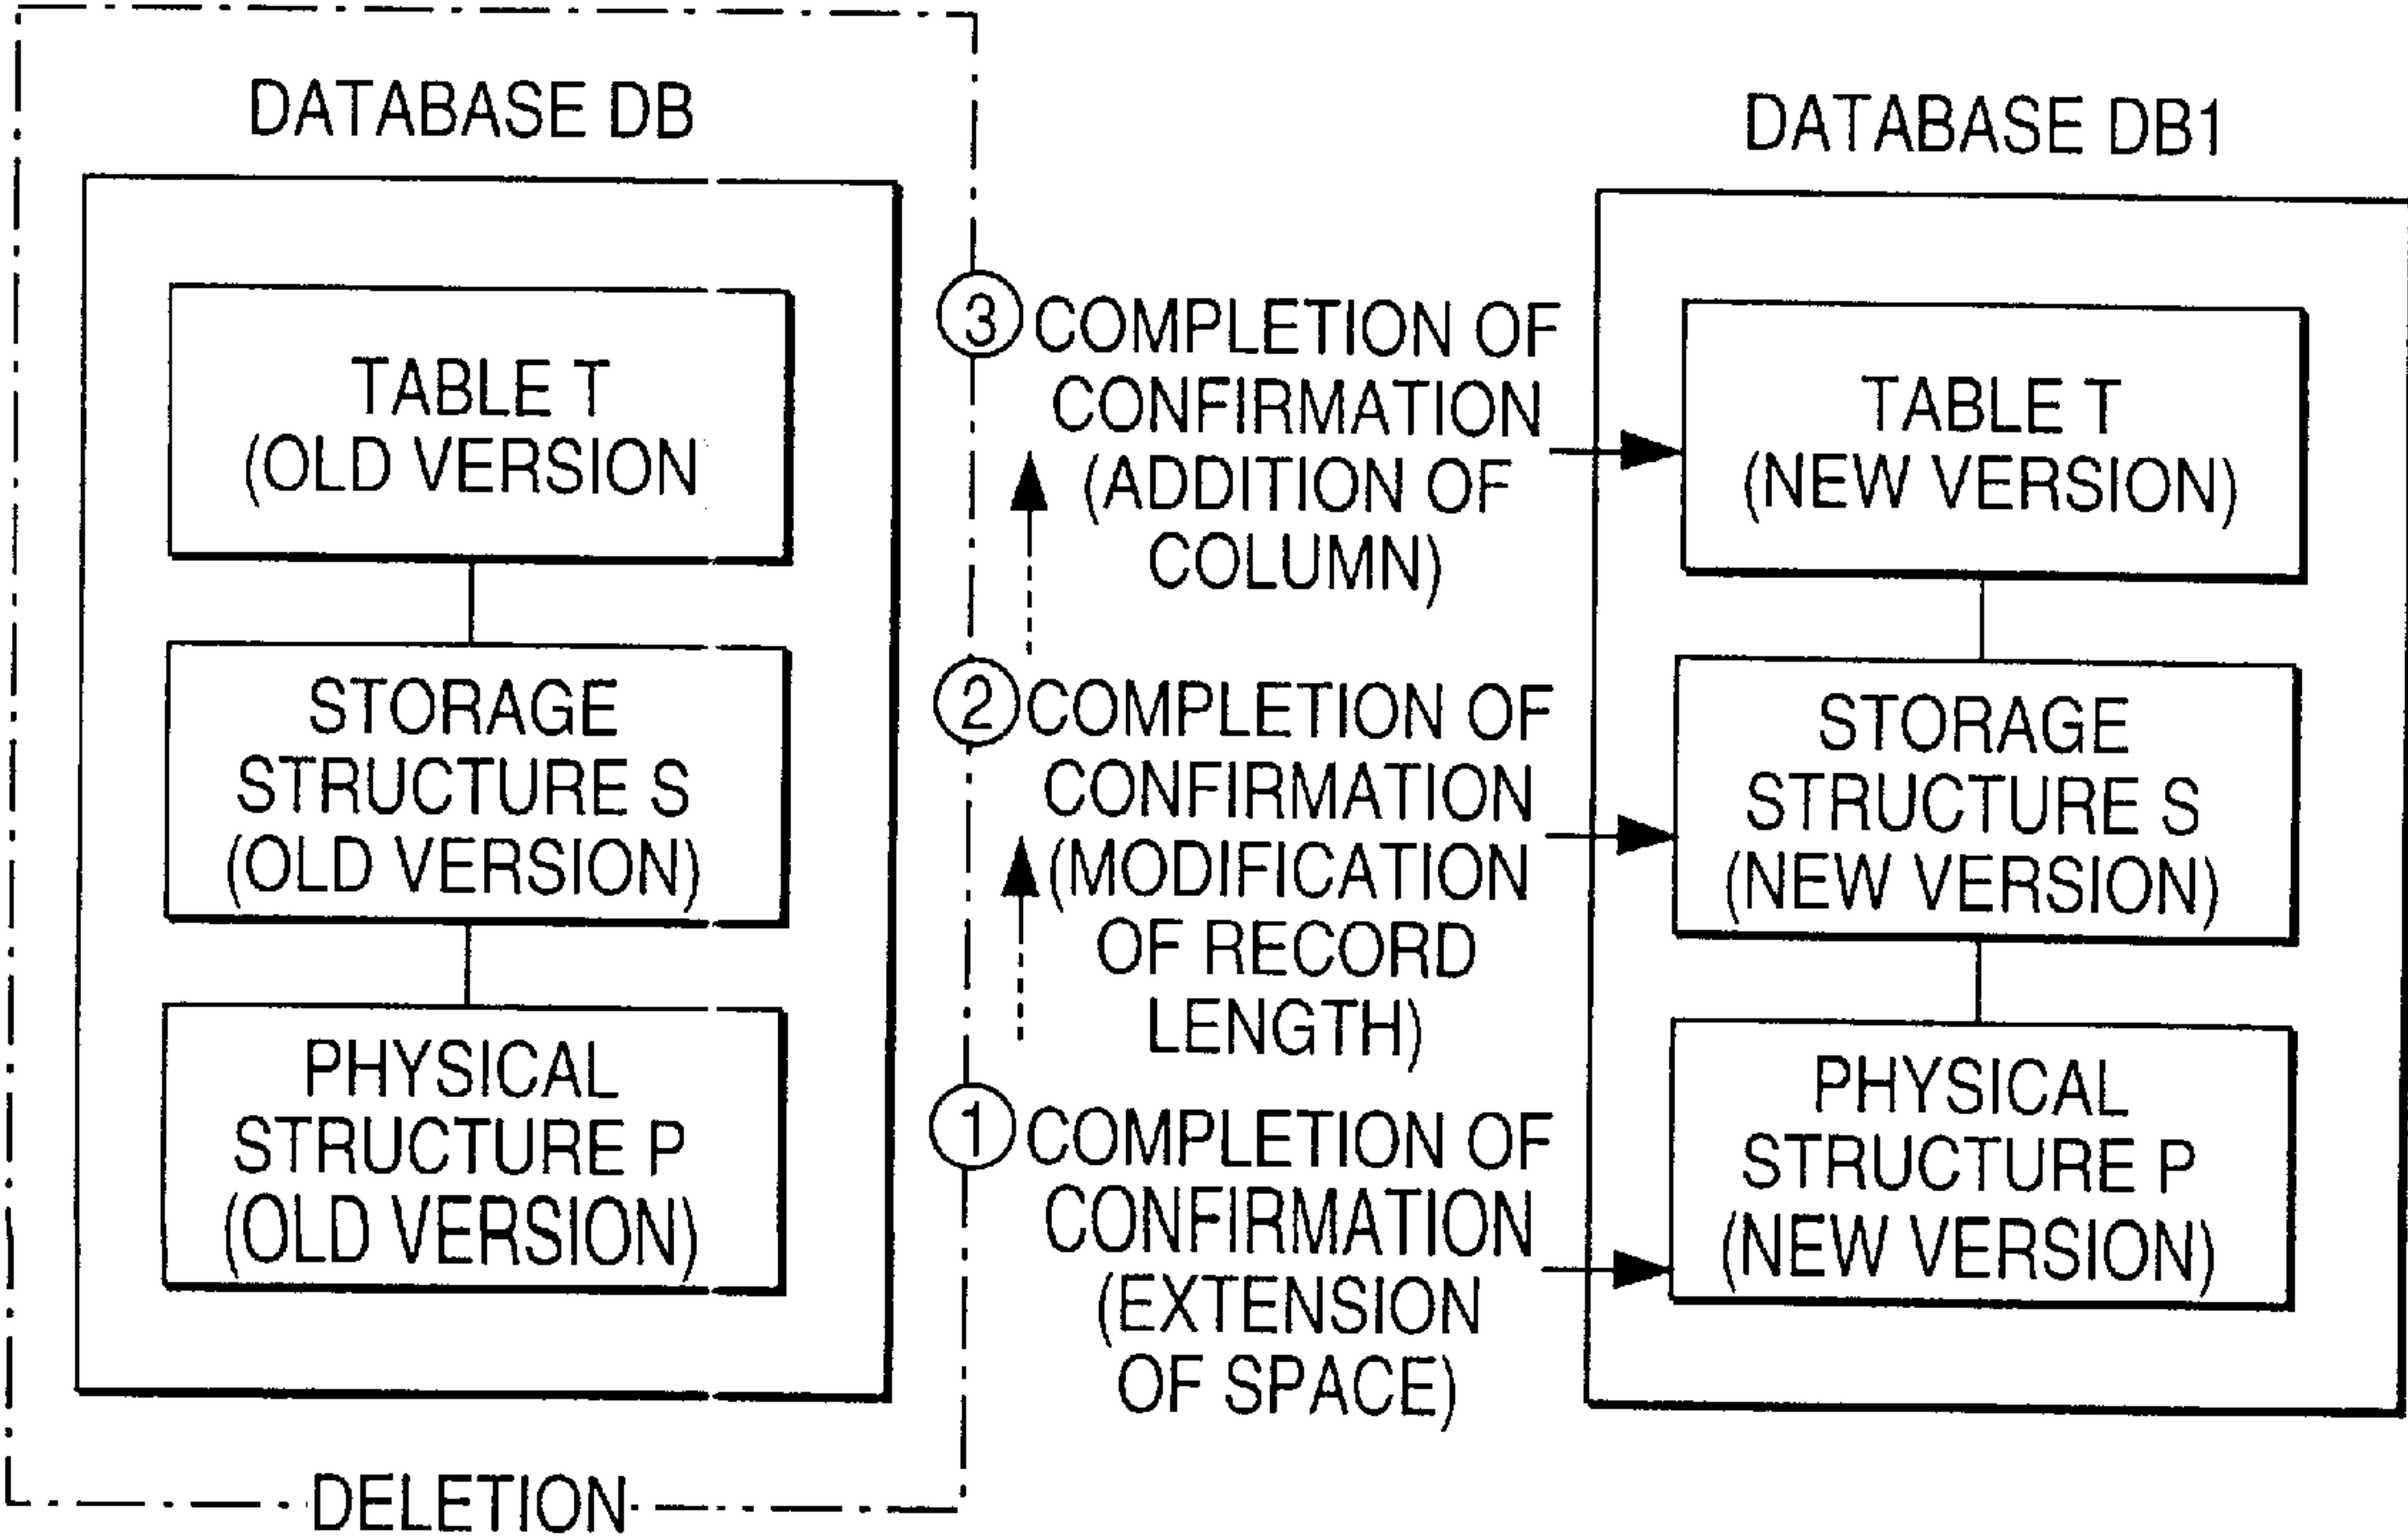 DATABASE DB
TABLE T
(OLD VERSION
STORAGE
STRUCTURE S
(OLD VERSION)
PHYSICAL
STRUCTURE P
(OLD VERSION)
DELETION
3 COMPLETION OF
CONFIRMATION
(ADDITION OF
COLUMN)
2 COMPLETION OF
CONFIRMATION
(MODIFICATION
OF RECORD
LENGTH)
1 COMPLETION OF
CONFIRMATION
(EXTENSION
OF SPACE)
DATABASE DB1
TABLE T
(NEW VERSION)
STORAGE
STRUCTURE S
(NEW VERSION)
PHYSICAL
STRUCTURE P
(NEW VERSION)